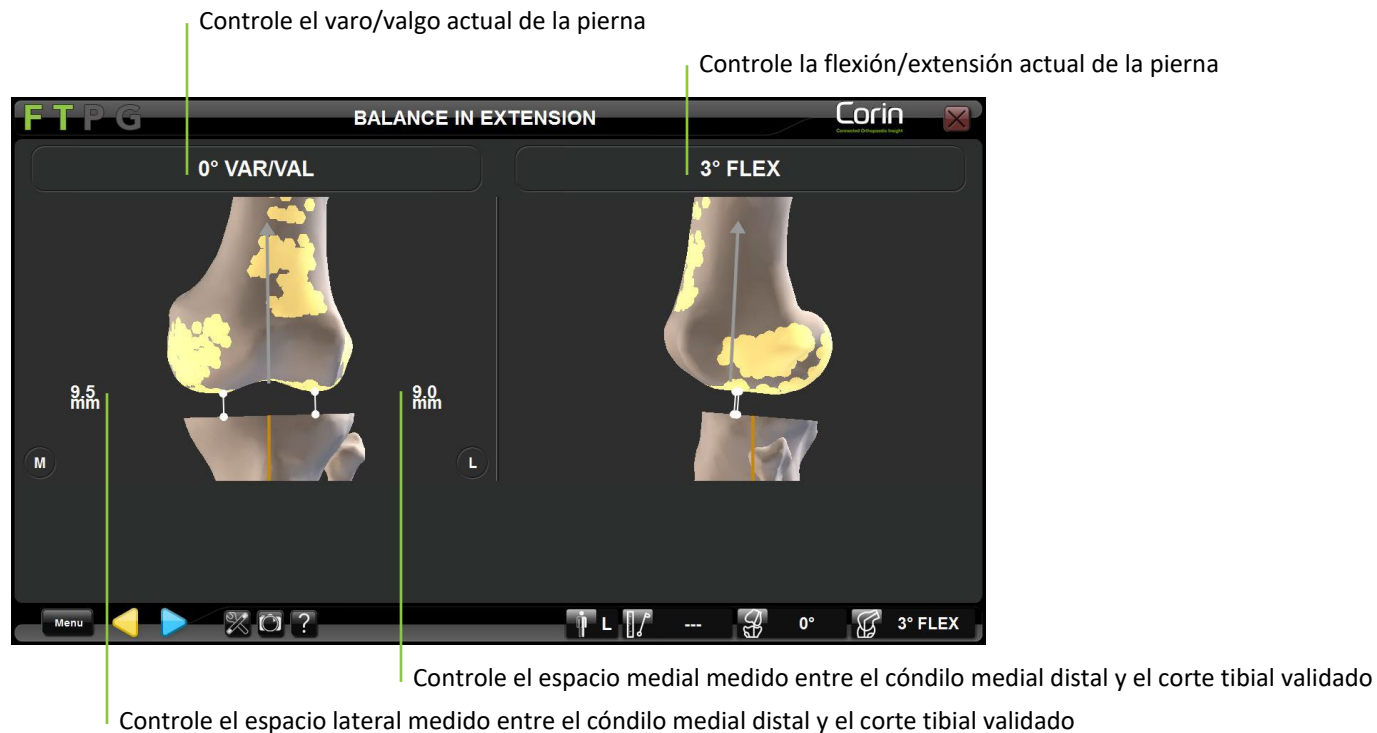 Controle el varo/valgo actual de la pierna
Controle la flexión/extensión actual de la pierna
F T P G
BALANCE IN EXTENSION
Corin
Connected Orthopaedic Insight
0° VAR/VAL
3° FLEX
9.5
mm
9.0
mm
M
L
Menu
?
L
---
0°
3° FLEX
Controle el espacio medial medido entre el cóndilo medial distal y el corte tibial validado
Controle el espacio lateral medido entre el cóndilo medial distal y el corte tibial validado